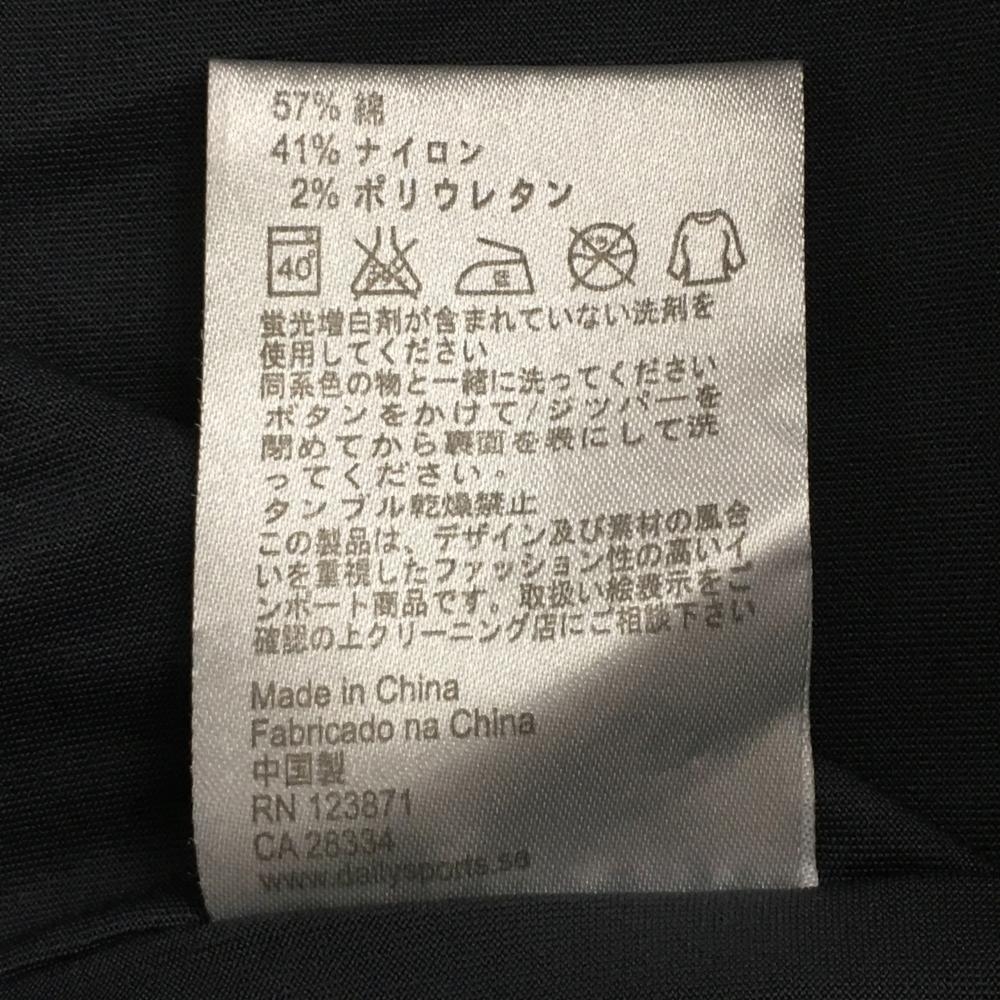 57% 綿
41% ナイロン
2% ポリウレタン
40
低
蛍光増白剤が含まれていない洗剤を
使用してください
同系色の物と一緒に洗ってください
ボタンをかけて/ジッパーを
閉めてから裏面を表にして洗
ってください。
タンブル乾燥禁止
この製品は、デザイン及び素材の風合
いを重視したファッション性の高いイ
ンポート商品です。取扱い絵表示をご
確認の上クリーニング店にご相談下さい
Made in China
Fabricado na China
中国製
RN 123871
CA 28334
www.dailysports.se